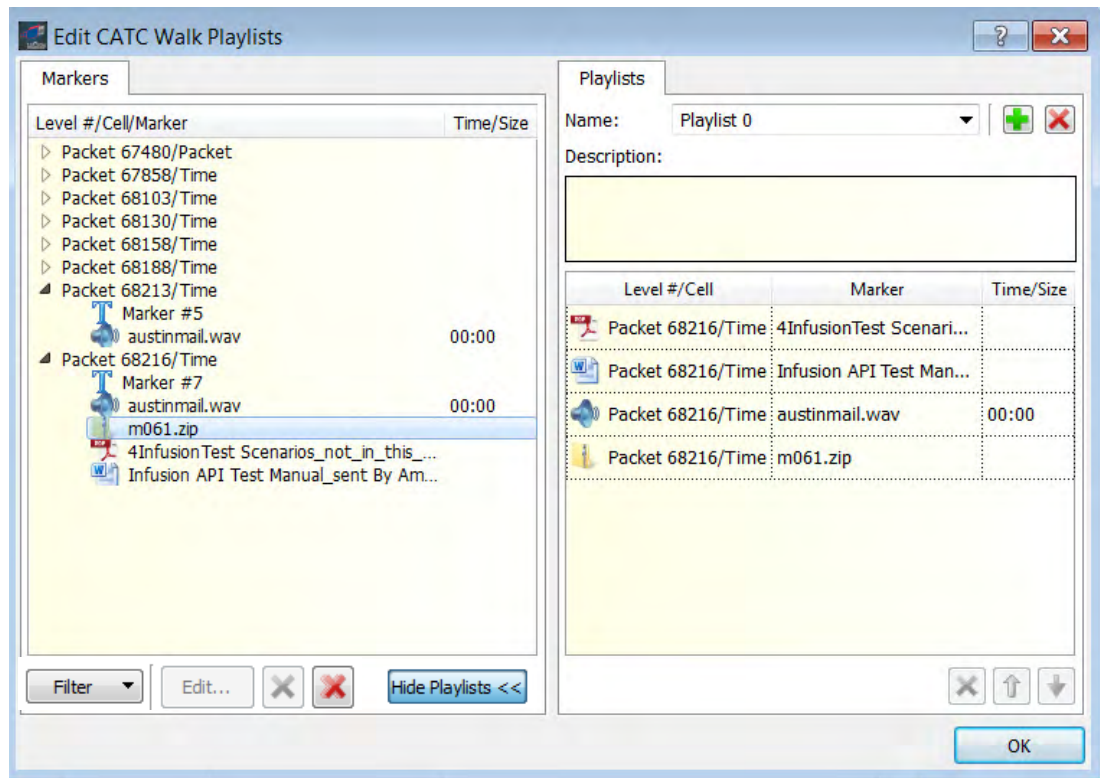 Edit CATC Walk Playlists
Markers
Level #/Cell/Marker Time/Size
Packet 67480/Packet
Packet 67858/Time
Packet 68103/Time
Packet 68130/Time
Packet 68158/Time
Packet 68188/Time
Packet 68213/Time
Marker #5
austinmail.wav 00:00
Packet 68216/Time
Marker #7
austinmail.wav 00:00
m061.zip
4InfusionTest Scenarios_not_in_this_...
Infusion API Test Manual_sent By Am...
Filter Edit... Hide Playlists <<
Playlists
Name: Playlist 0
Description:
Level #/Cell Marker Time/Size
Packet 68216/Time 4InfusionTest Scenari...
Packet 68216/Time Infusion API Test Man...
Packet 68216/Time austinmail.wav 00:00
Packet 68216/Time m061.zip
OK